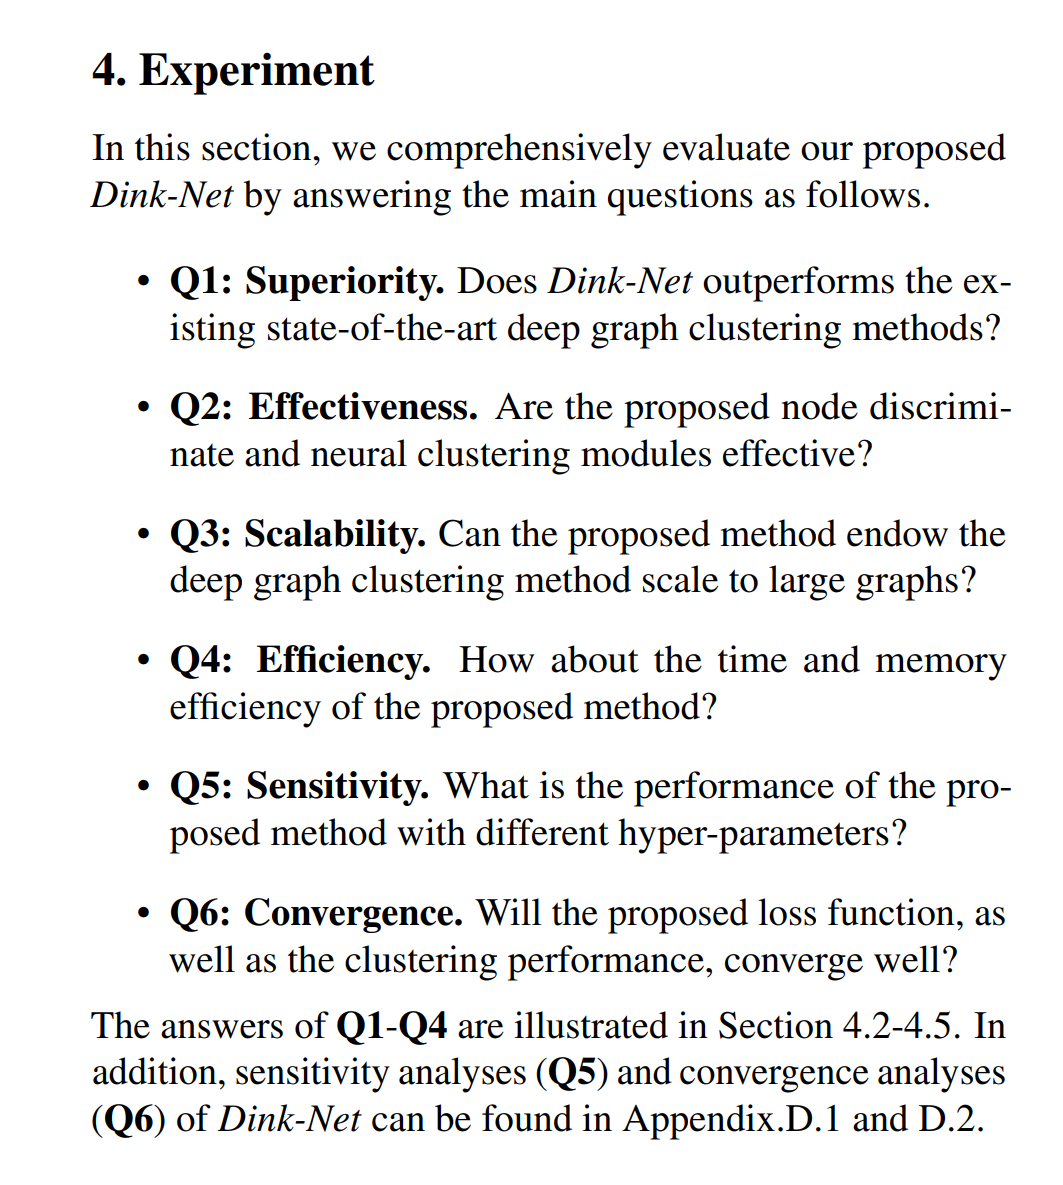 4. Experiment
In this section, we comprehensively evaluate our proposed
Dink-Net by answering the main questions as follows.
• Q1: Superiority. Does Dink-Net outperforms the ex-
isting state-of-the-art deep graph clustering methods?
• Q2: Effectiveness. Are the proposed node discrimi-
nate and neural clustering modules effective?
• Q3: Scalability. Can the proposed method endow the
deep graph clustering method scale to large graphs?
• Q4: Efficiency. How about the time and memory
efficiency of the proposed method?
• Q5: Sensitivity. What is the performance of the pro-
posed method with different hyper-parameters?
• Q6: Convergence. Will the proposed loss function, as
well as the clustering performance, converge well?
The answers of Q1-Q4 are illustrated in Section 4.2-4.5. In
addition, sensitivity analyses (Q5) and convergence analyses
(Q6) of Dink-Net can be found in Appendix.D.1 and D.2.